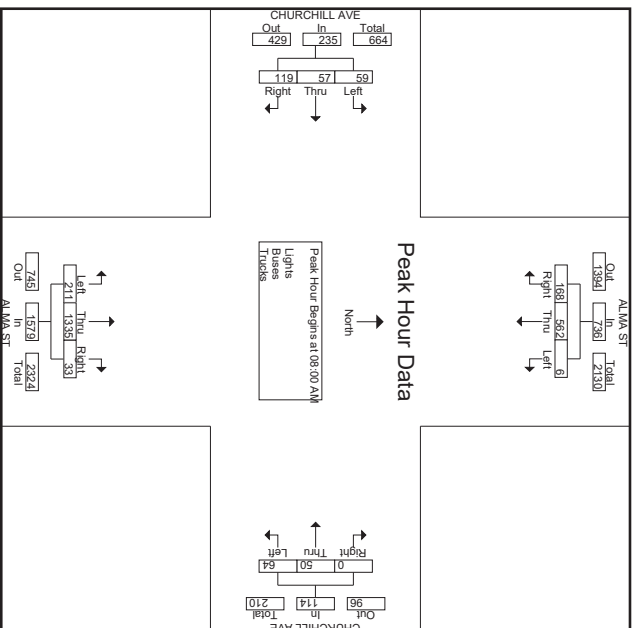 CHURCHILL AVE
Out In Total
429 235 664
119 57 59
Right Thru Left
Peak Hour Data
North
Peak Hour Begins at 08:00 AM
Lights
Buses
Trucks
ALMA ST
Out In Total
1394 736 2130
168 562 6
Right Thru Left
Left Thru Right
211 1335 33
745 1579 2324
Out In Total
ALMA ST
Left Thru Right
64 50 0
210 114 96
Total In Out
CHURCHILL AVE